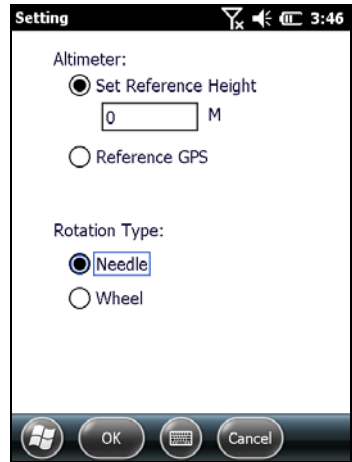 Setting 3:46
Altimeter:
Set Reference Height
0 M
Reference GPS
Rotation Type:
Needle
Wheel
OK Cancel